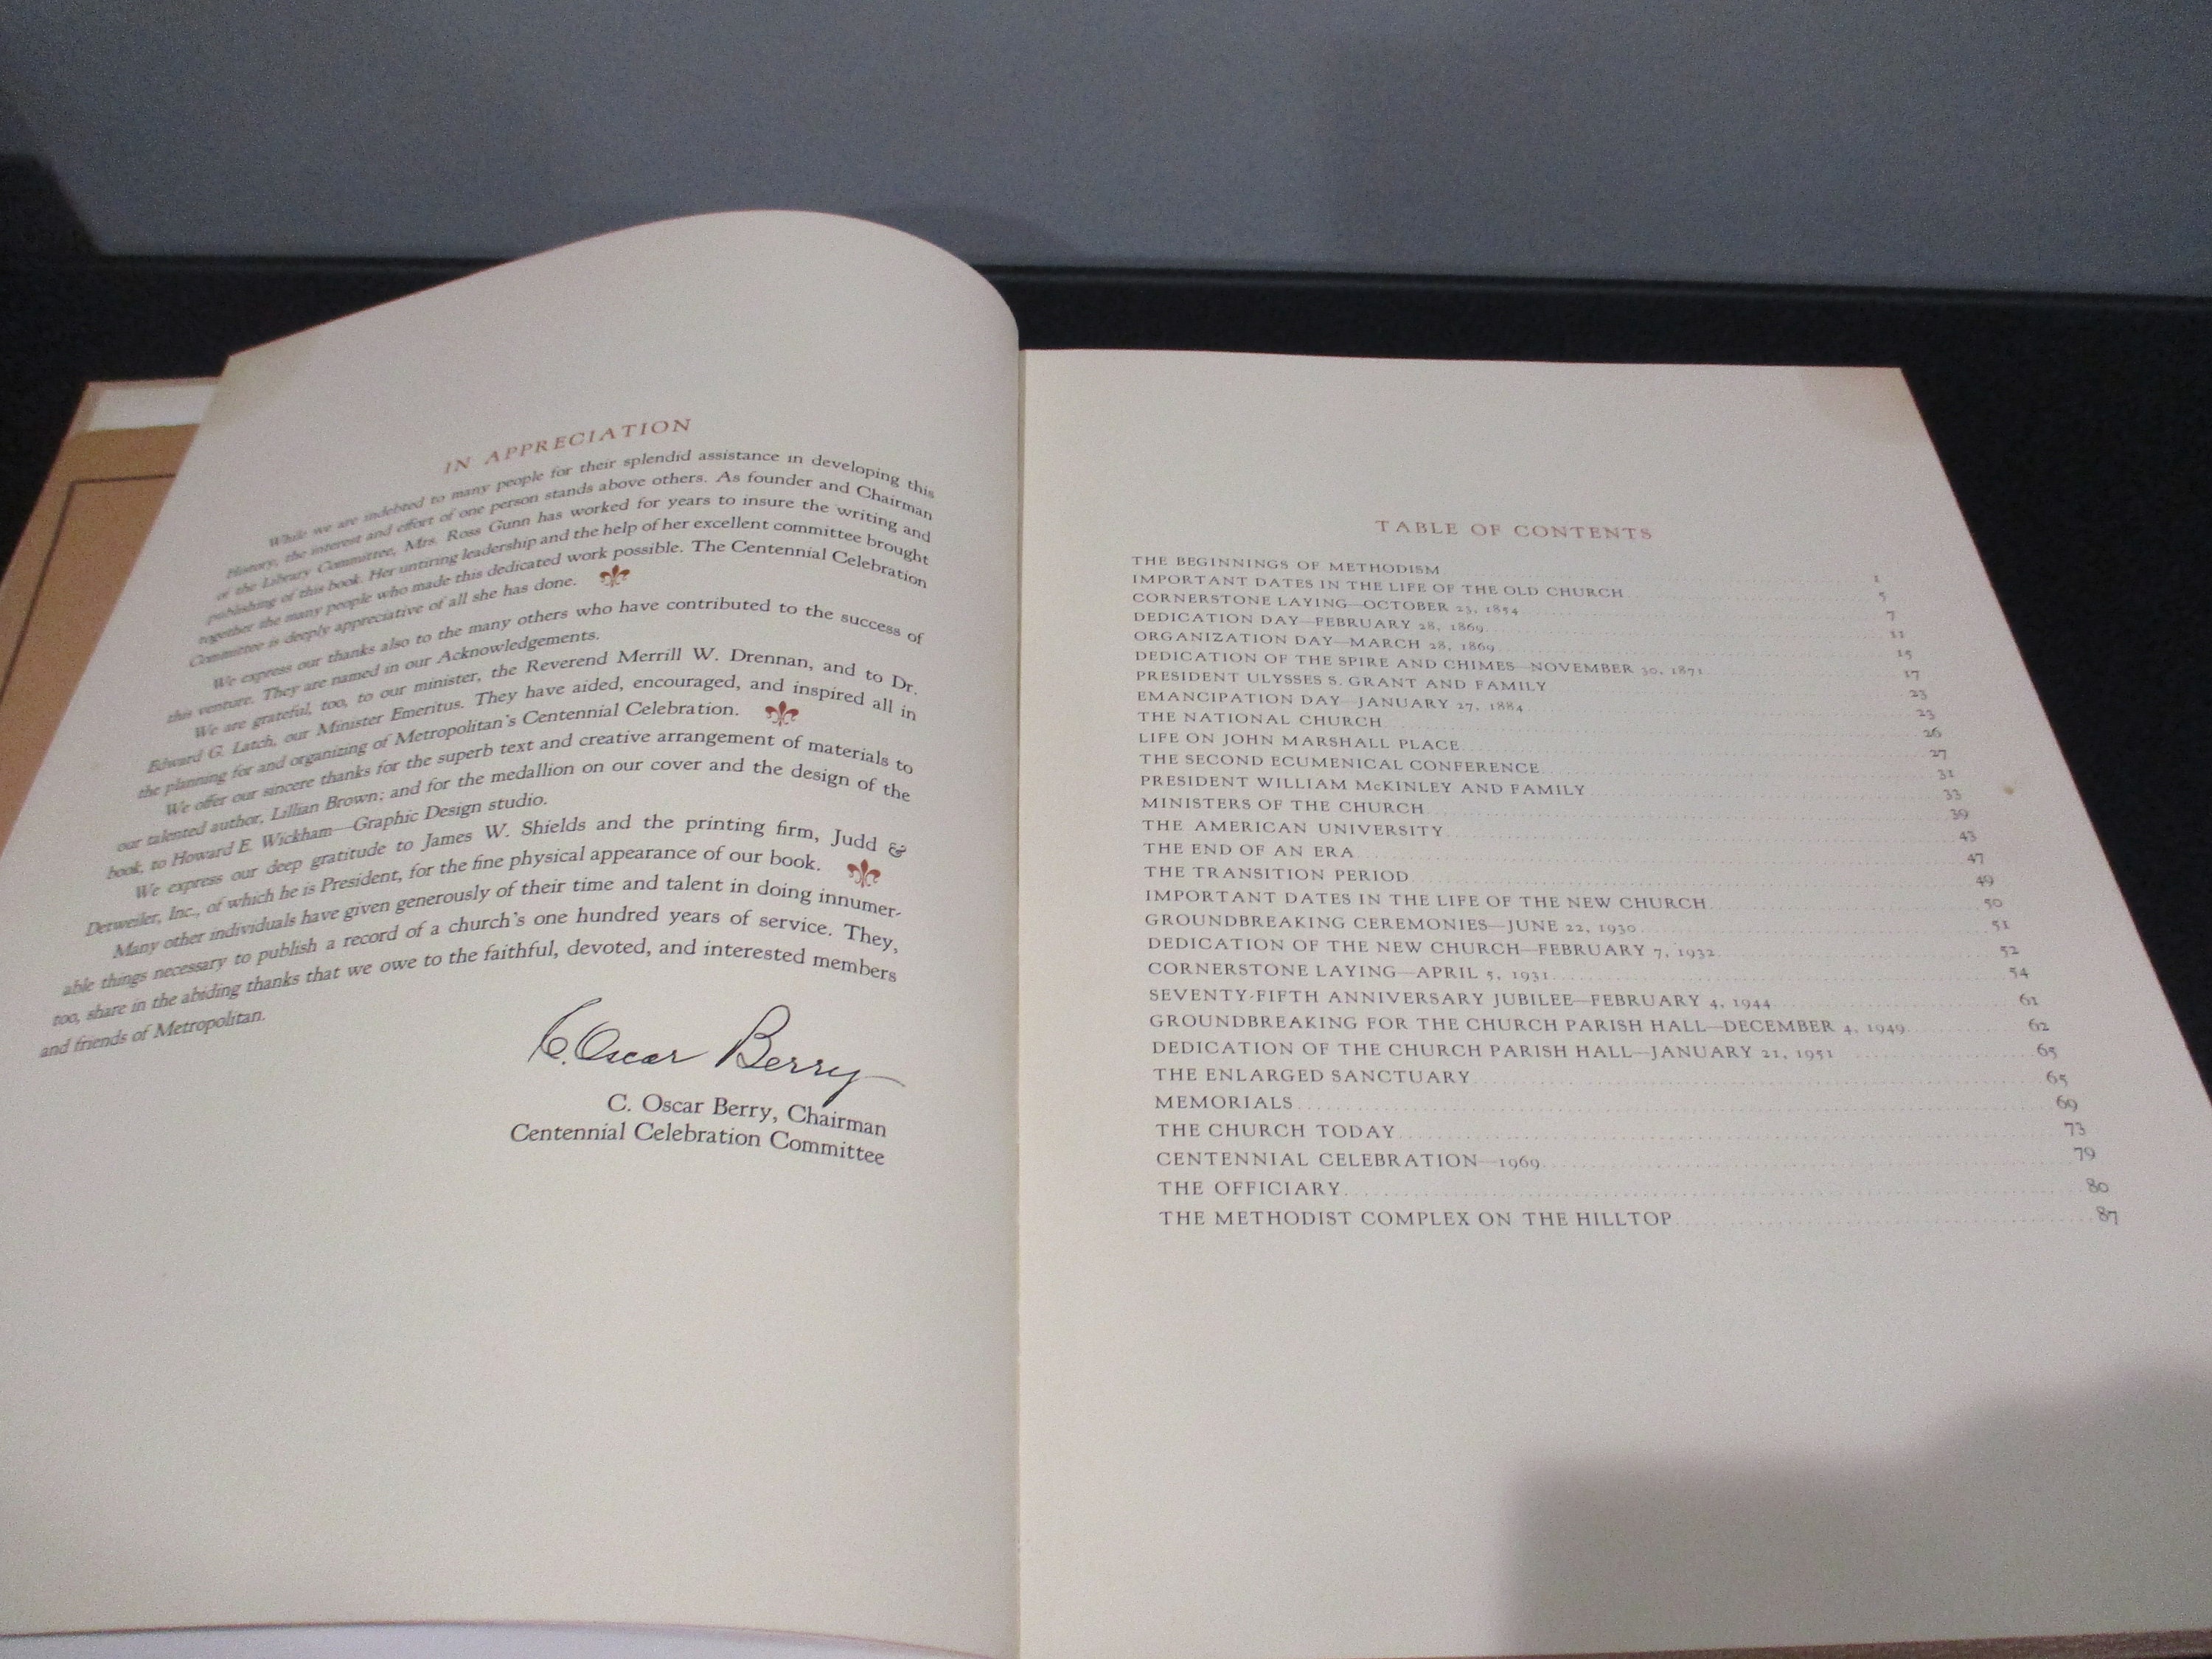 IN APPRECIATION
While we are indebted to many people for their splendid assistance in developing this
History, the interest and effort of one person stands above others. As founder and Chairman
of the Library Committee, Mrs. Ross Gunn has worked for years to insure the writing and
publishing of this book. Her untiring leadership and the help of her excellent committee brought
together the many people who made this dedicated work possible. The Centennial Celebration
Committee is deeply appreciative of all she has done.
We express our thanks also to the many others who have contributed to the success of
this venture. They are named in our Acknowledgements.
We are grateful, too, to our minister, the Reverend Merrill W. Drennan, and to Dr.
Edward G. Latch, our Minister Emeritus. They have aided, encouraged, and inspired all in
the planning for and organizing of Metropolitan's Centennial Celebration.
We offer our sincere thanks for the superb text and creative arrangement of materials to
our talented author, Lillian Brown; and for the medallion on our cover and the design of the
book, to Howard E. Wickham—Graphic Design studio.
We express our deep gratitude to James W. Shields and the printing firm, Judd &
Detweiler, Inc., of which he is President, for the fine physical appearance of our book.
Many other individuals have given generously of their time and talent in doing innumer-
able things necessary to publish a record of a church's one hundred years of service. They,
too, share in the abiding thanks that we owe to the faithful, devoted, and interested members
and friends of Metropolitan.
C. Oscar Berry
C. Oscar Berry, Chairman
Centennial Celebration Committee
TABLE OF CONTENTS
THE BEGINNINGS OF METHODISM 1
IMPORTANT DATES IN THE LIFE OF THE OLD CHURCH 5
CORNERSTONE LAYING—OCTOBER 23, 1854 7
DEDICATION DAY—FEBRUARY 28, 1869 11
ORGANIZATION DAY—MARCH 28, 1869 15
DEDICATION OF THE SPIRE AND CHIMES—NOVEMBER 30, 1871 17
PRESIDENT ULYSSES S. GRANT AND FAMILY 23
EMANCIPATION DAY—JANUARY 27, 1884 25
THE NATIONAL CHURCH 26
LIFE ON JOHN MARSHALL PLACE 27
THE SECOND ECUMENICAL CONFERENCE 31
PRESIDENT WILLIAM McKINLEY AND FAMILY 33
MINISTERS OF THE CHURCH 39
THE AMERICAN UNIVERSITY 43
THE END OF AN ERA 47
THE TRANSITION PERIOD 49
IMPORTANT DATES IN THE LIFE OF THE NEW CHURCH 50
GROUNDBREAKING CEREMONIES—JUNE 22, 1930 51
DEDICATION OF THE NEW CHURCH—FEBRUARY 7, 1932 52
CORNERSTONE LAYING—APRIL 5, 1931 54
SEVENTY-FIFTH ANNIVERSARY JUBILEE—FEBRUARY 4, 1944 61
GROUNDBREAKING FOR THE CHURCH PARISH HALL—DECEMBER 4, 1949 62
DEDICATION OF THE CHURCH PARISH HALL—JANUARY 21, 1951 65
THE ENLARGED SANCTUARY 65
MEMORIALS 69
THE CHURCH TODAY 73
CENTENNIAL CELEBRATION—1969 79
THE OFFICIARY 80
THE METHODIST COMPLEX ON THE HILLTOP 87